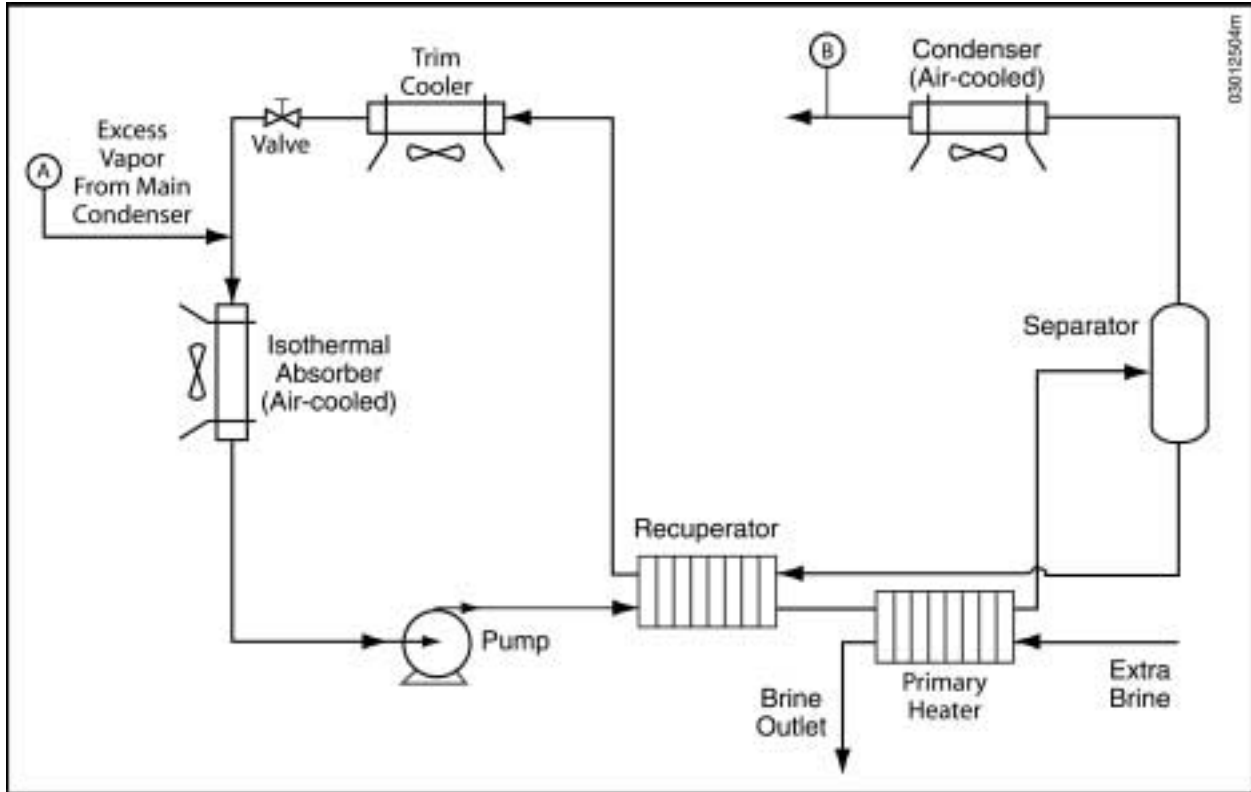 03012504m
B
Condenser
(Air-cooled)
Trim
Cooler
Valve
Excess
Vapor
From Main
Condenser
A
Isothermal
Absorber
(Air-cooled)
Separator
Recuperator
Pump
Primary
Heater
Extra
Brine
Brine
Outlet